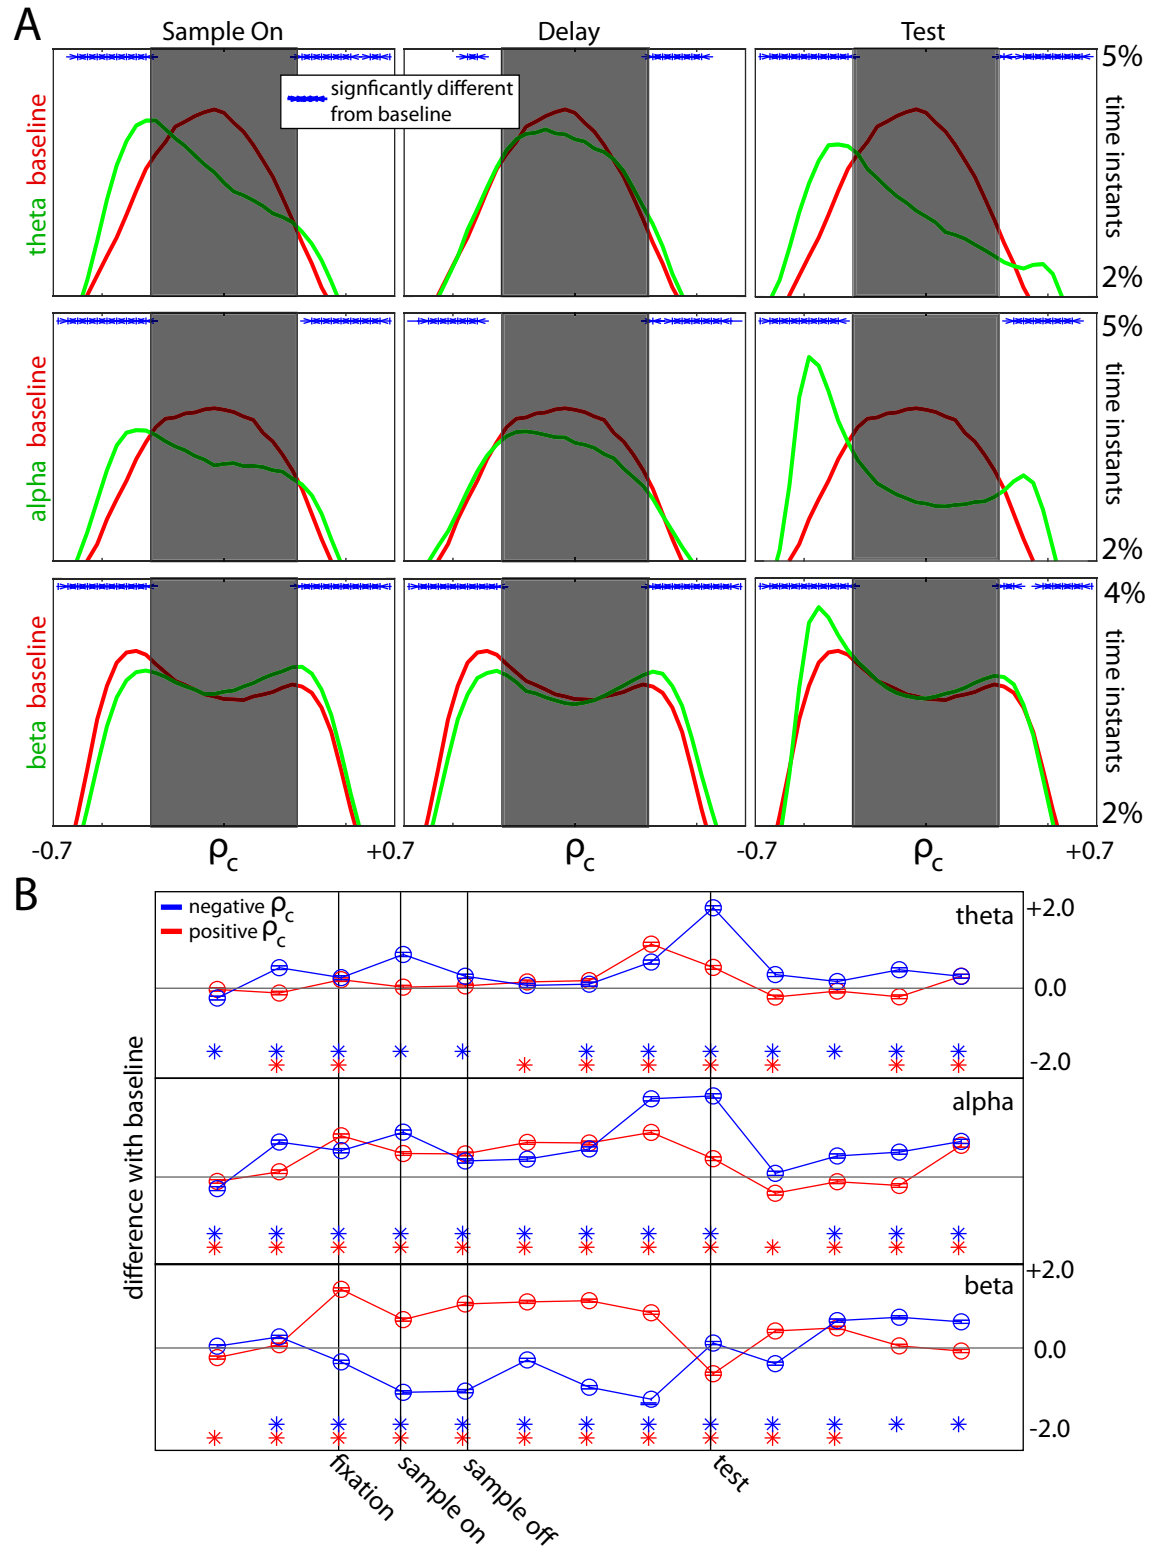 A
Sample On
Delay
Test
signficantly different
from baseline
theta baseline
5%
time instants
2%
alpha baseline
5%
time instants
2%
beta baseline
4%
time instants
2%
-0.7
ρc
+0.7
ρc
-0.7
ρc
+0.7
B
negative ρc
positive ρc
theta
+2.0
0.0
-2.0
difference with baseline
alpha
beta
+2.0
0.0
-2.0
fixation
sample on
sample off
test